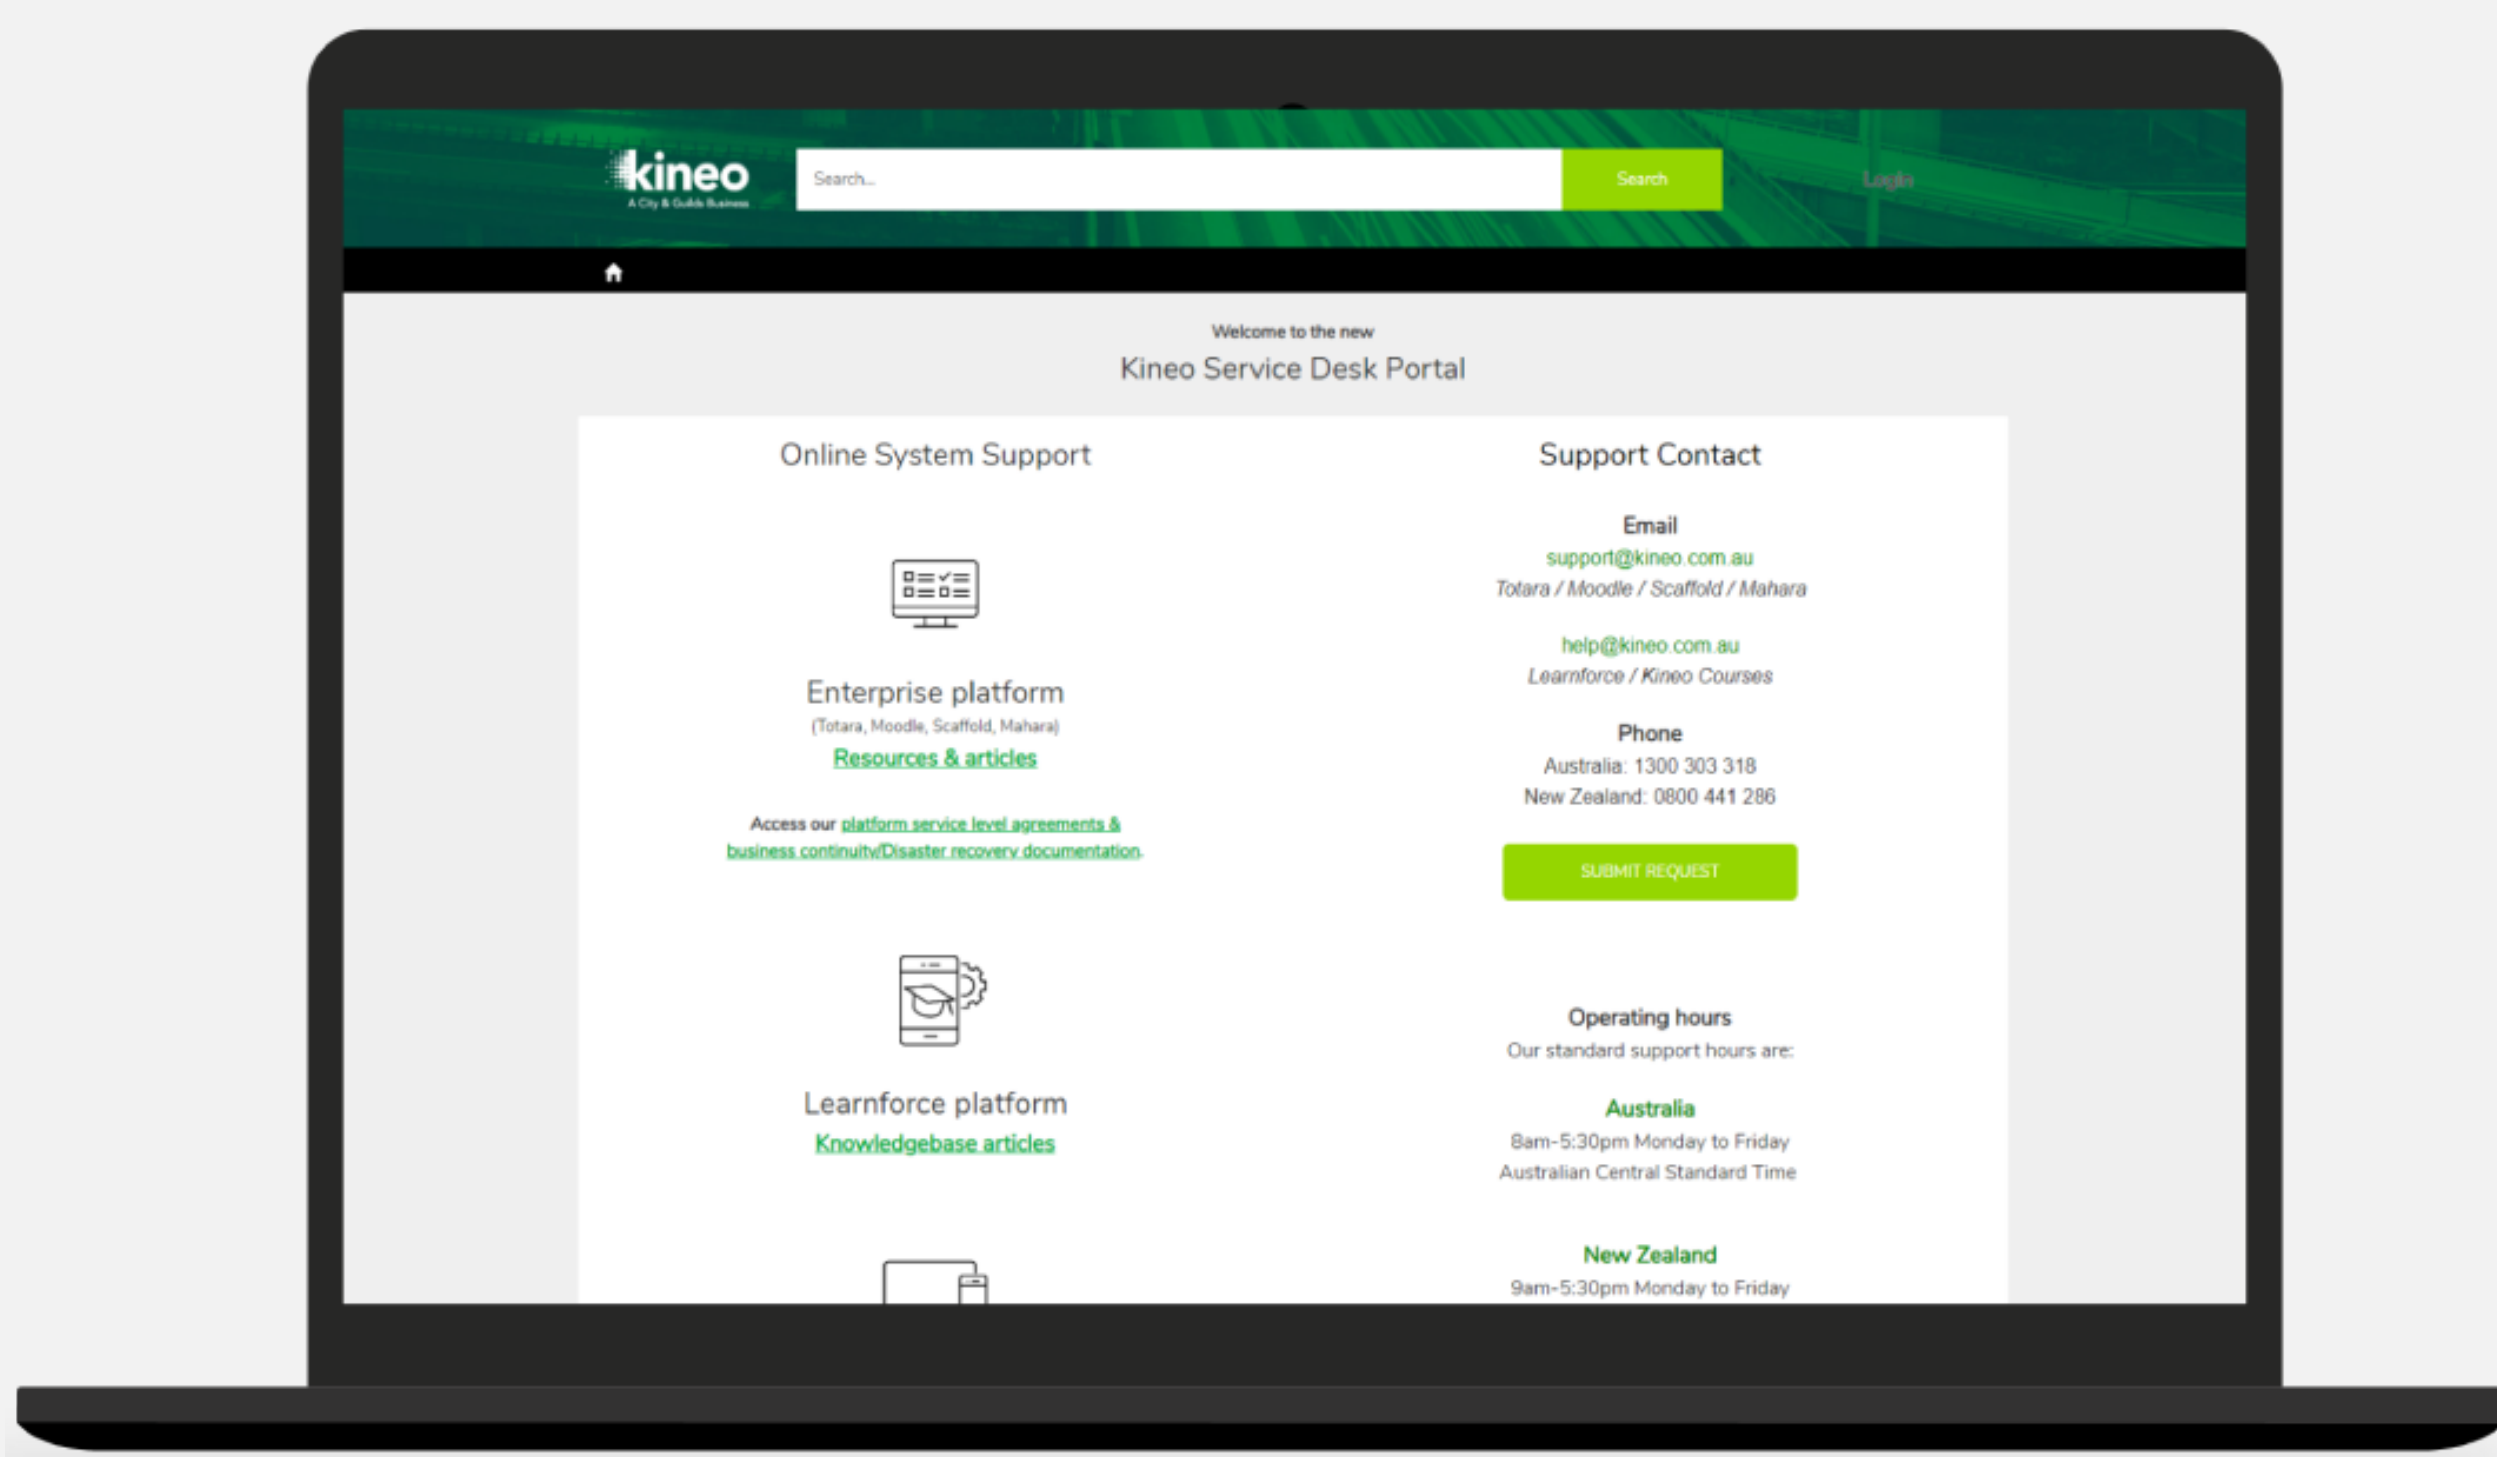 kineo
A City & Guilds Business
Search...
Search
Login
Welcome to the new
Kineo Service Desk Portal
Online System Support
Enterprise platform
(Totara, Moodle, Scaffold, Mahara)
Resources & articles
Access our platform service level agreements &
business continuity/Disaster recovery documentation.
Learnforce platform
Knowledgebase articles
Support Contact
Email
support@kineo.com.au
Totara / Moodle / Scaffold / Mahara
help@kineo.com.au
Learnforce / Kineo Courses
Phone
Australia: 1300 303 318
New Zealand: 0800 441 286
SUBMIT REQUEST
Operating hours
Our standard support hours are:
Australia
8am-5:30pm Monday to Friday
Australian Central Standard Time
New Zealand
9am-5:30pm Monday to Friday